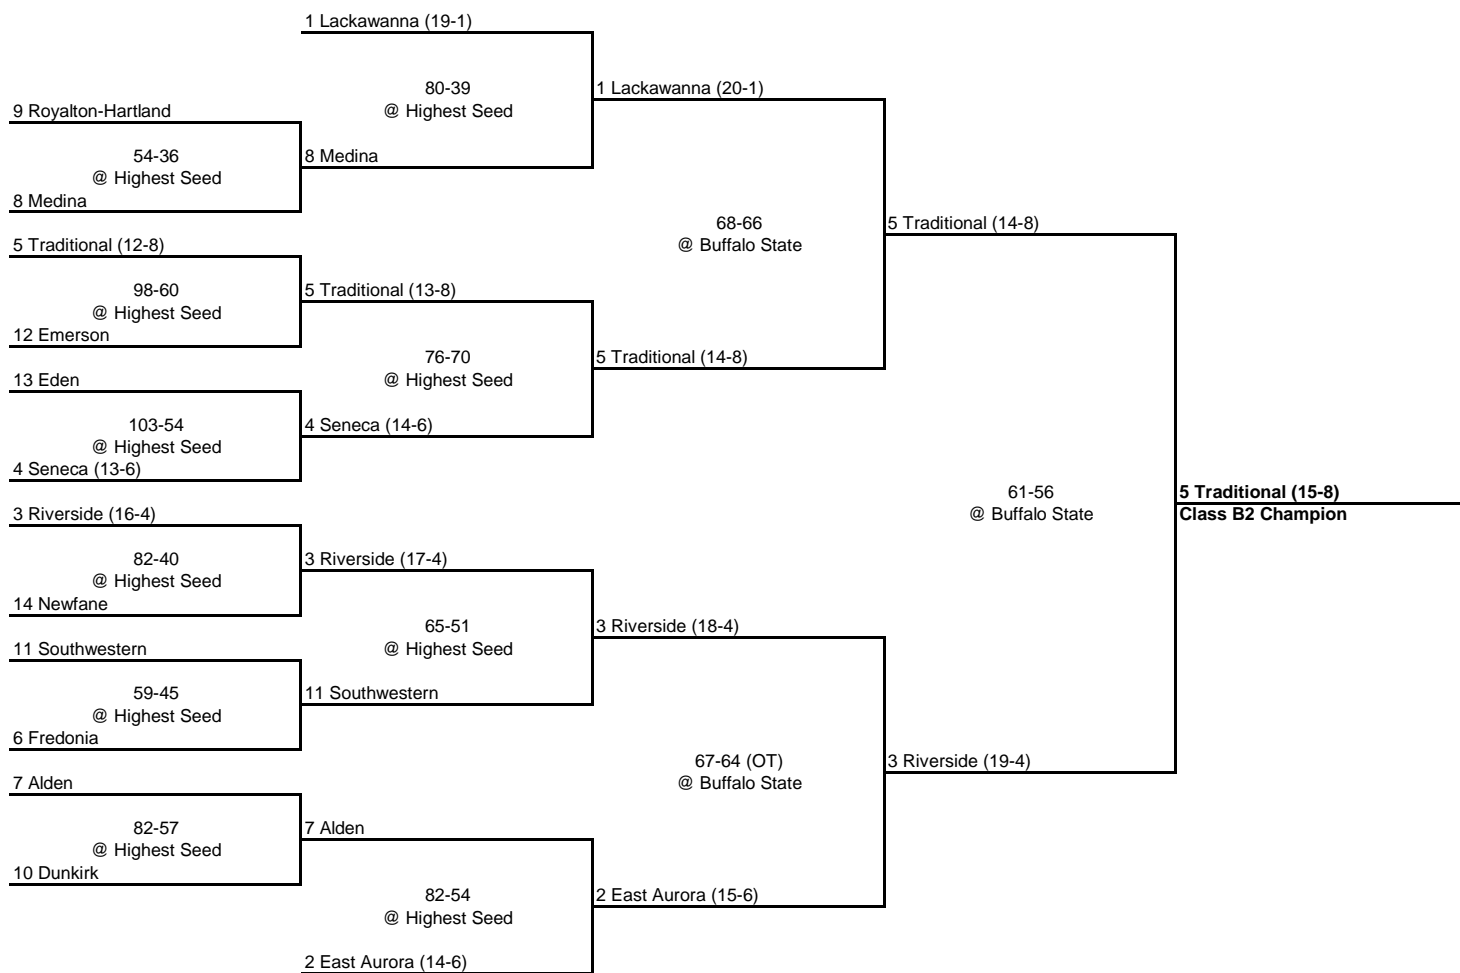 1 Lackawanna (19-1)
80-39
@ Highest Seed
1 Lackawanna (20-1)
9 Royalton-Hartland
54-36
@ Highest Seed
8 Medina
8 Medina
68-66
@ Buffalo State
5 Traditional (14-8)
5 Traditional (12-8)
98-60
@ Highest Seed
5 Traditional (13-8)
12 Emerson
76-70
@ Highest Seed
5 Traditional (14-8)
13 Eden
103-54
@ Highest Seed
4 Seneca (14-6)
4 Seneca (13-6)
61-56
@ Buffalo State
5 Traditional (15-8)
Class B2 Champion
3 Riverside (16-4)
82-40
@ Highest Seed
3 Riverside (17-4)
14 Newfane
65-51
@ Highest Seed
3 Riverside (18-4)
11 Southwestern
59-45
@ Highest Seed
11 Southwestern
6 Fredonia
67-64 (OT)
@ Buffalo State
3 Riverside (19-4)
7 Alden
82-57
@ Highest Seed
7 Alden
10 Dunkirk
82-54
@ Highest Seed
2 East Aurora (15-6)
2 East Aurora (14-6)